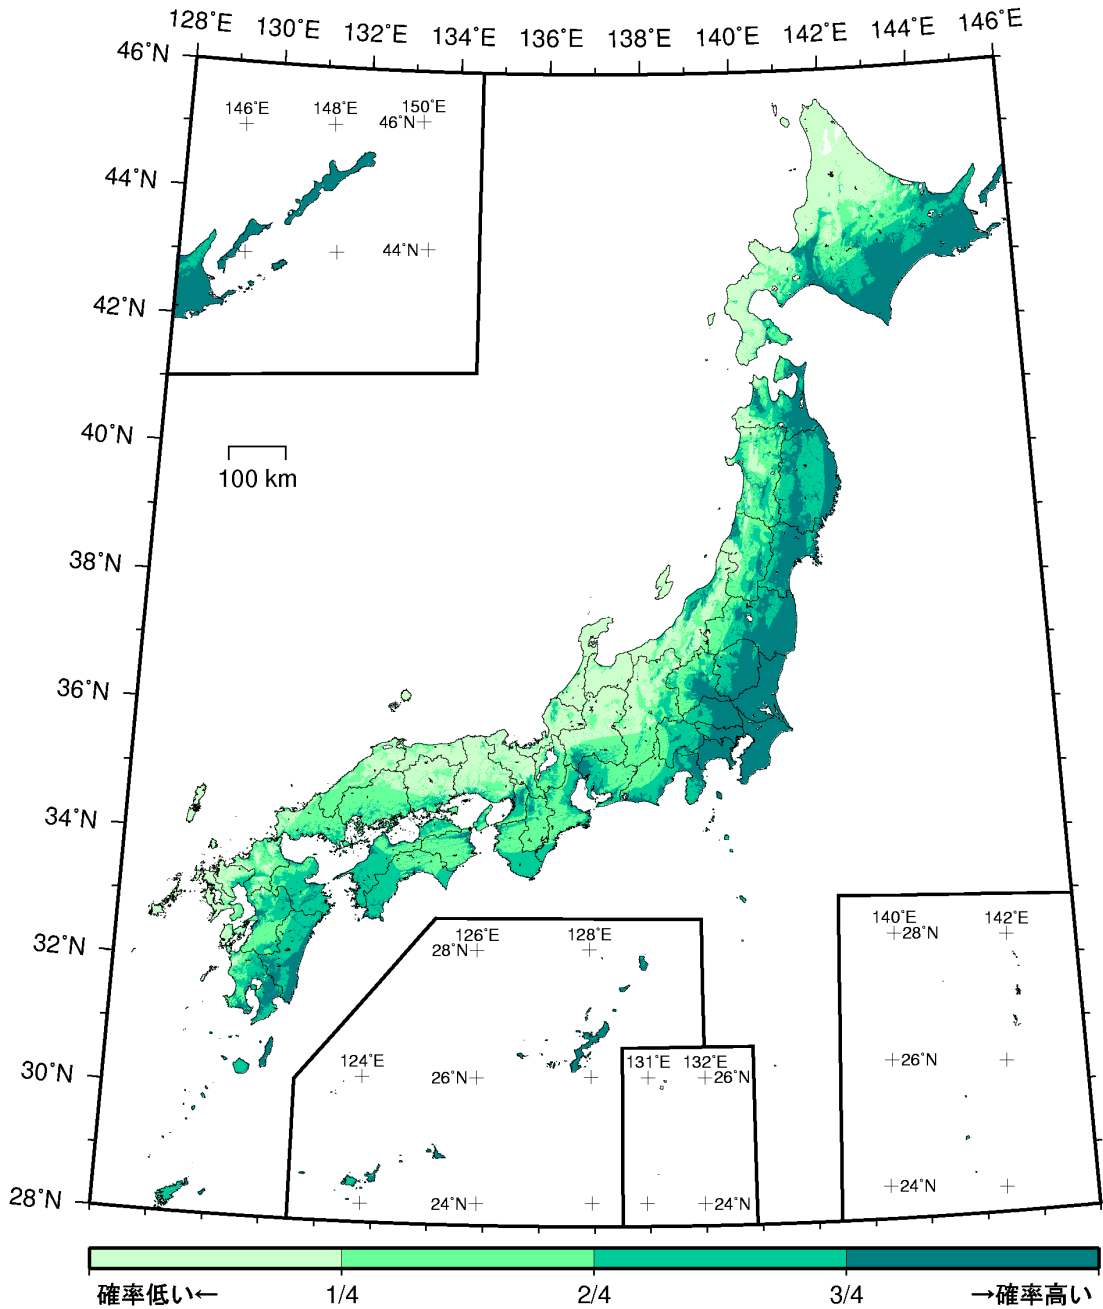 128°E 130°E 132°E 134°E 136°E 138°E 140°E 142°E 144°E 146°E
46°N
146°E 148°E 150°E
46°N
44°N
44°N
42°N
40°N
100 km
38°N
36°N
34°N
32°N
126°E 128°E
28°N
140°E 142°E
28°N
30°N
124°E
26°N
131°E 132°E
26°N
26°N
28°N
24°N
24°N
24°N
確率低い← 1/4 2/4 3/4 →確率高い